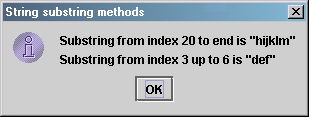 String substring methods
Substring from index 20 to end is "hijklm"
Substring from index 3 up to 6 is "def"
OK